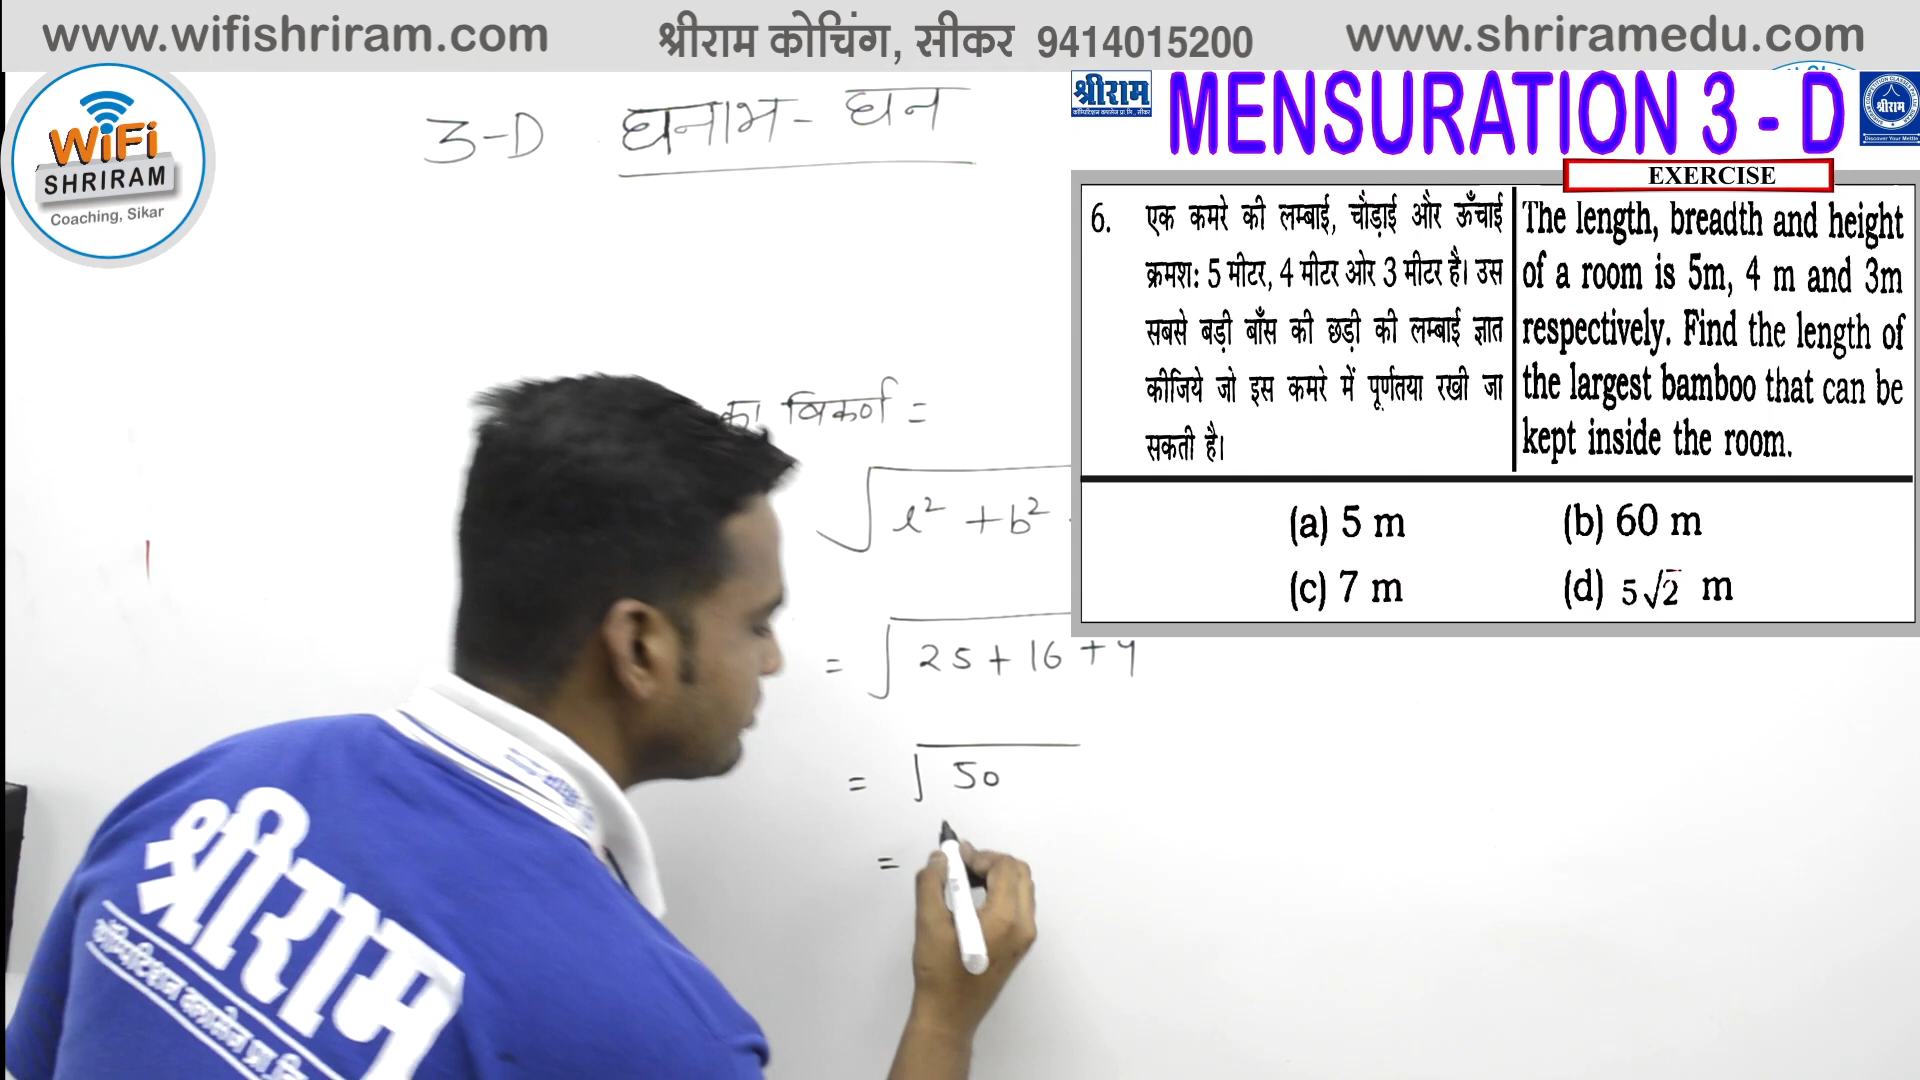 www.wifishriram.com
श्रीराम कोचिंग, सीकर 9414015200
www.shriramedu.com
WiFi
SHRIRAM
Coaching, Sikar
श्रीराम
MENSURATION 3 - D
श्रीराम
EXERCISE
6. एक कमरे की लम्बाई, चौड़ाई और ऊँचाई
क्रमश: 5 मीटर, 4 मीटर ओर 3 मीटर है। उस
सबसे बड़ी बाँस की छड़ी की लम्बाई ज्ञात
कीजिये जो इस कमरे में पूर्णतया रखी जा
सकती है।
The length, breadth and height
of a room is 5m, 4 m and 3m
respectively. Find the length of
the largest bamboo that can be
kept inside the room.
(a) 5 m (b) 60 m
(c) 7 m (d) 5√2 m
3-D घनाभ - घन
का विकर्ण =
√l² + b²
= √25 + 16 + 9
= √50
=
श्रीराम